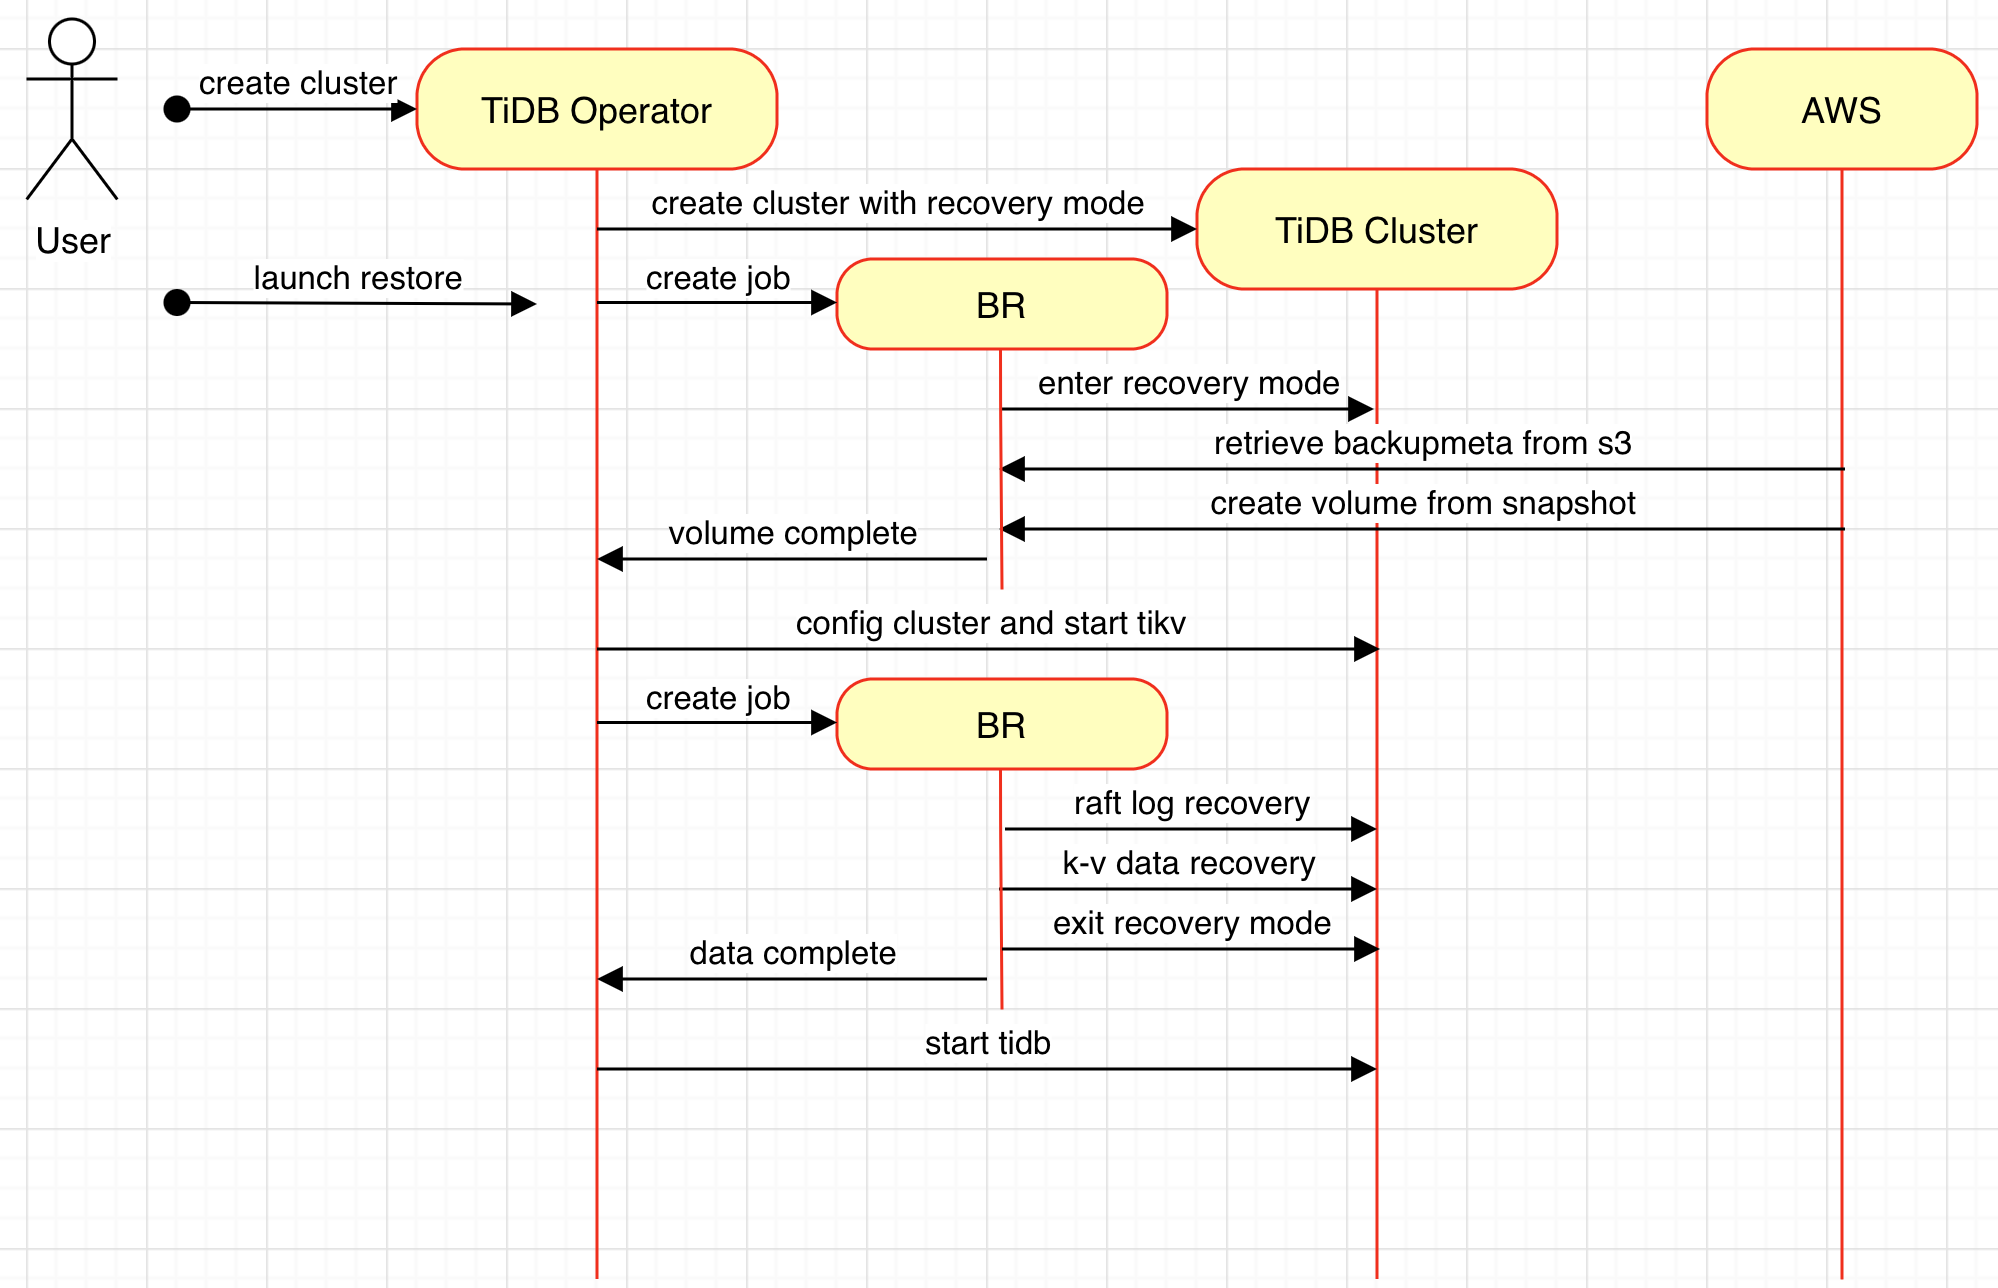 create cluster
TiDB Operator
AWS
create cluster with recovery mode
TiDB Cluster
User
launch restore
create job
BR
enter recovery mode
retrieve backupmeta from s3
create volume from snapshot
volume complete
config cluster and start tikv
create job
BR
raft log recovery
k-v data recovery
exit recovery mode
data complete
start tidb